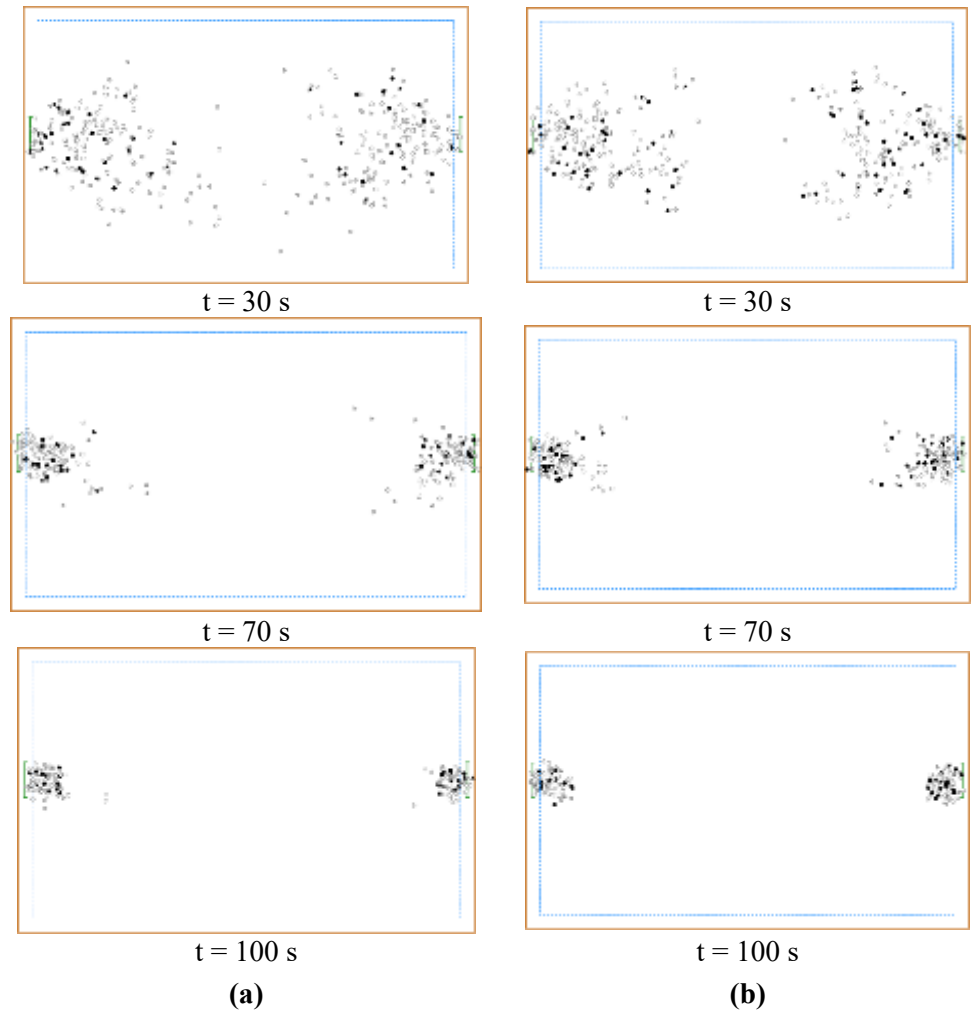 t = 30 s
t = 30 s
t = 70 s
t = 70 s
t = 100 s
t = 100 s
(a)
(b)